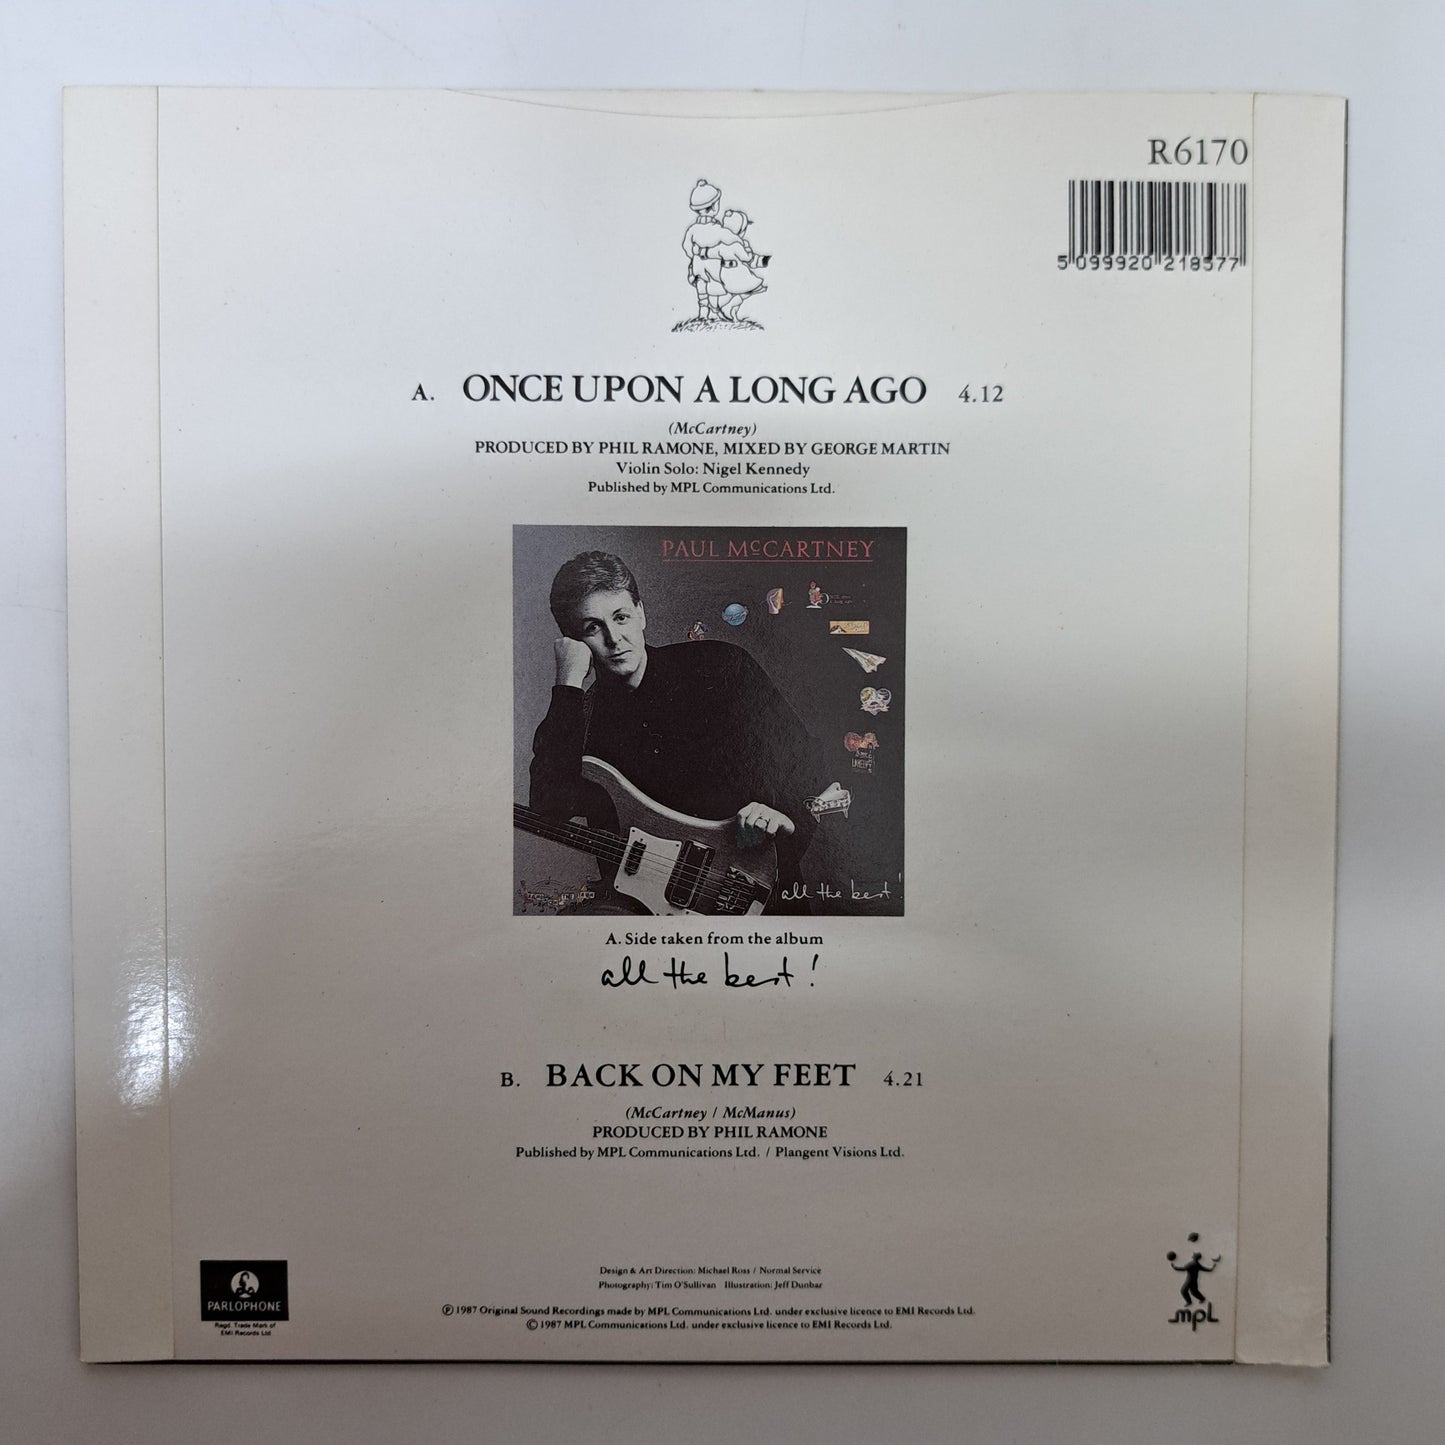 R6170
5 099920 218577
A. ONCE UPON A LONG AGO 4.12
(McCartney)
PRODUCED BY PHIL RAMONE, MIXED BY GEORGE MARTIN
Violin Solo: Nigel Kennedy
Published by MPL Communications Ltd.
PAUL McCARTNEY
all the best!
A. Side taken from the album
all the best!
B. BACK ON MY FEET 4.21
(McCartney / McManus)
PRODUCED BY PHIL RAMONE
Published by MPL Communications Ltd. / Plangent Visions Ltd.
PARLOPHONE
Regd. Trade Mark of
EMI Records Ltd
Design & Art Direction: Michael Ross / Normal Service
Photography: Tim O'Sullivan Illustration: Jeff Dunbar
Ⓟ 1987 Original Sound Recordings made by MPL Communications Ltd. under exclusive licence to EMI Records Ltd.
© 1987 MPL Communications Ltd. under exclusive licence to EMI Records Ltd.
mpL